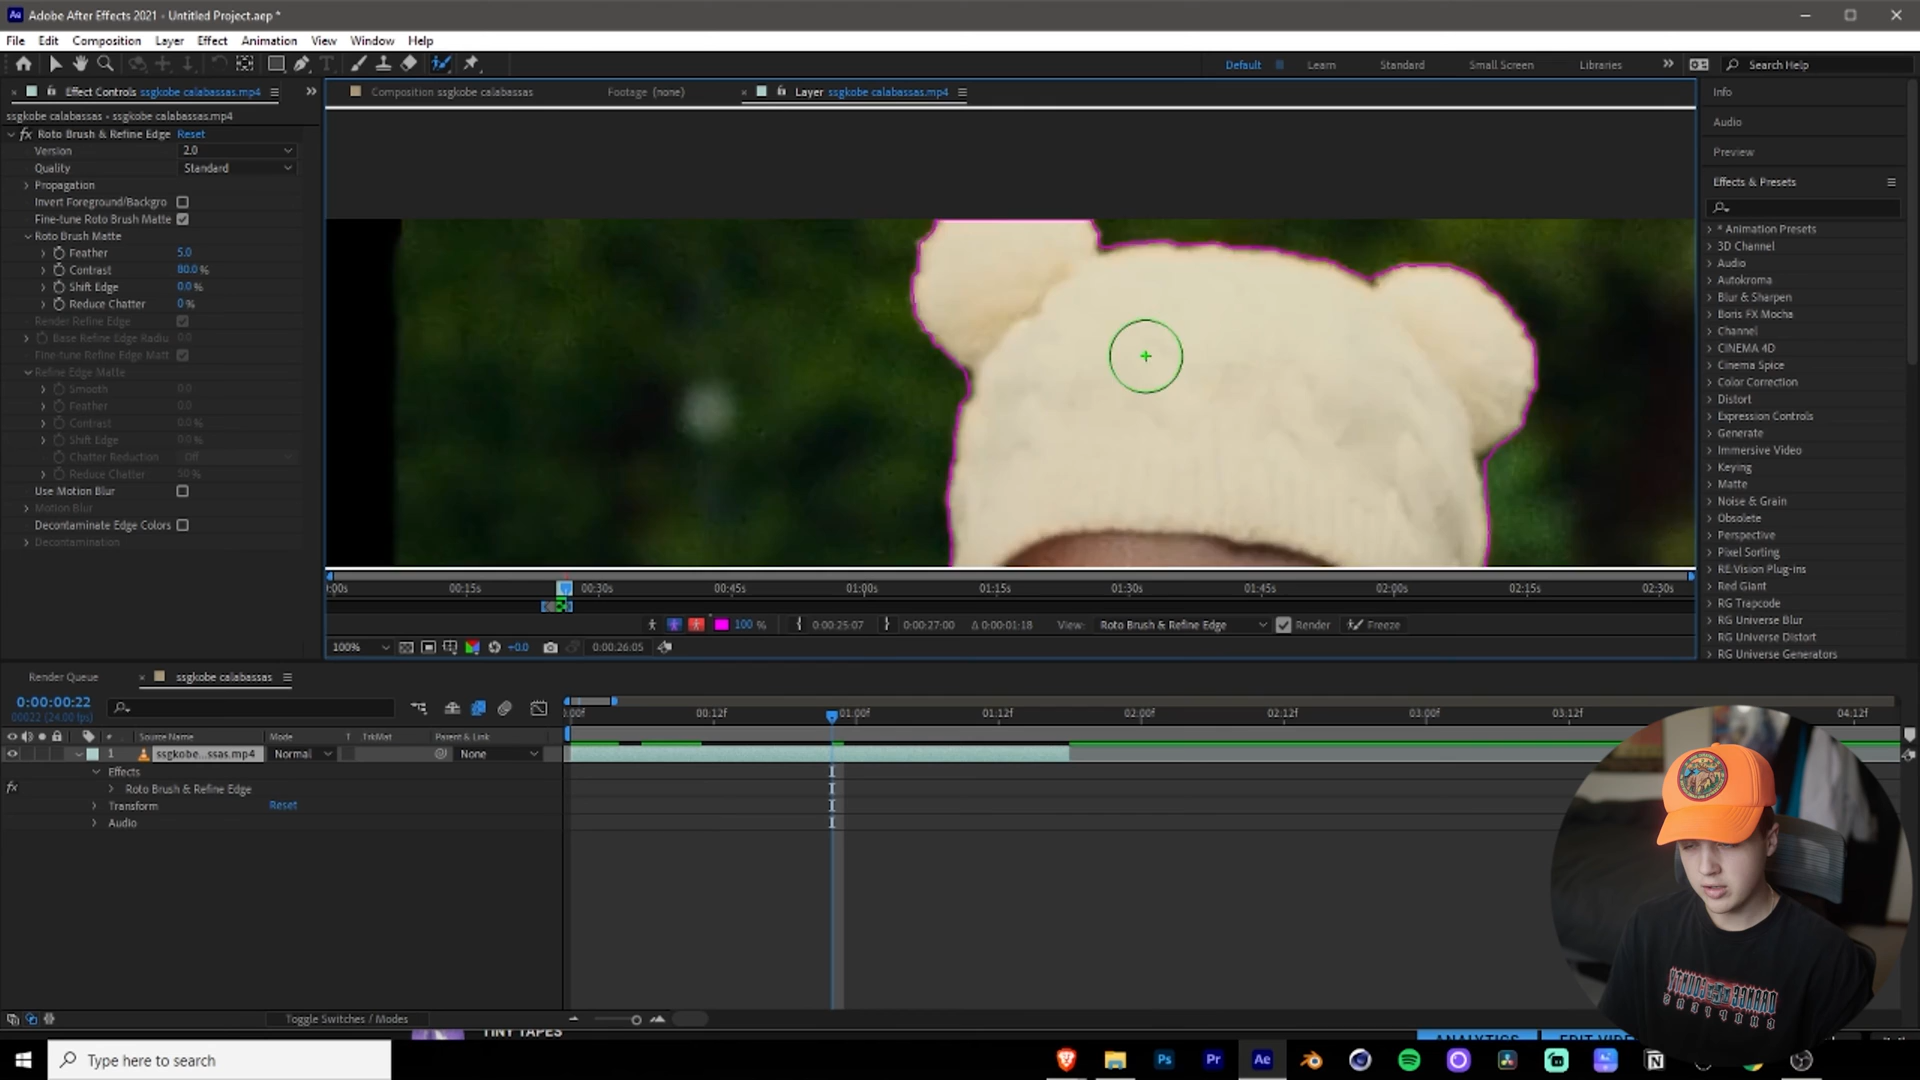 Adobe After Effects 2021 - Untitled Project.aep *
File Edit Composition Layer Effect Animation View Window Help
Default Learn Standard Small Screen Libraries Search Help
Effect Controls ssgkobe calabassas.mp4
Composition ssgkobe calabassas
Footage (none)
Layer ssgkobe calabassas.mp4
ssgkobe calabassas • ssgkobe calabassas.mp4
fx Roto Brush & Refine Edge Reset
Version 2.0
Quality Standard
Propagation
Invert Foreground/Backgro
Fine-tune Roto Brush Matte
Roto Brush Matte
Feather 5.0
Contrast 80.0 %
Shift Edge 0.0 %
Reduce Chatter 0 %
Render Refine Edge
Base Refine Edge Radiu 0.0
Fine-tune Refine Edge Matt
Refine Edge Matte
Smooth 0.0
Feather 0.0
Contrast 0.0 %
Shift Edge 0.0 %
Chatter Reduction Off
Reduce Chatter 50 %
Use Motion Blur
Motion Blur
Decontaminate Edge Colors
Decontamination
:00s 00:15s 00:30s 00:45s 01:00s 01:15s 01:30s 01:45s 02:00s 02:15s 02:30s
100 % 0:00:25:07 0:00:27:00 Δ 0:00:01:18 View: Roto Brush & Refine Edge Render Freeze
100% +0.0 0:00:26:05
Info
Audio
Preview
Effects & Presets
* Animation Presets
3D Channel
Audio
Autokroma
Blur & Sharpen
Boris FX Mocha
Channel
CINEMA 4D
Cinema Spice
Color Correction
Distort
Expression Controls
Generate
Immersive Video
Keying
Matte
Noise & Grain
Obsolete
Perspective
Pixel Sorting
RE:Vision Plug-ins
Red Giant
RG Trapcode
RG Universe Blur
RG Universe Distort
RG Universe Generators
Render Queue
ssgkobe calabassas
0:00:00:22
00022 (24.00 fps)
:00f 00:12f 01:00f 01:12f 02:00f 02:12f 03:00f 03:12f 04:12f
# Source Name Mode T TrkMat Parent & Link
1 ssgkobe...ssas.mp4 Normal None
Effects
fx Roto Brush & Refine Edge
Transform Reset
Audio
Toggle Switches / Modes
TINY TAPES
ANALYTICS
Type here to search
Ps Pr Ae